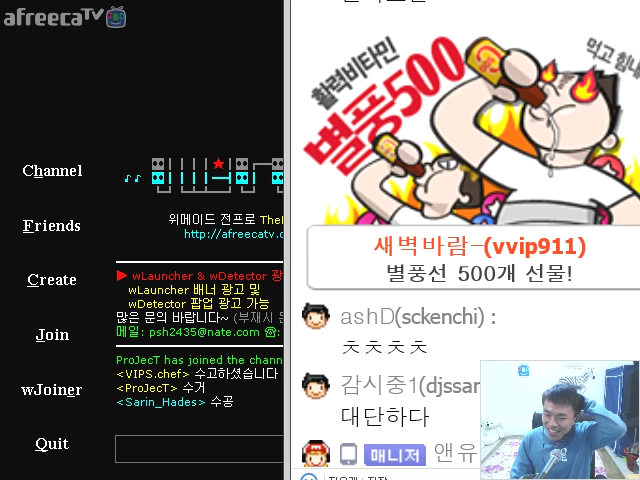 afreecaTV
Channel
Friends
Create
Join
wJoiner
Quit
위메이드 전프로 The
http://afreecatv.c
▶ wLauncher & wDetector 광
wLauncher 배너 광고 및
wDetector 팝업 광고 가능
많은 문의 바랍니다~ (부재시 문
메일: psh2435@nate.com ☎:
ProJecT has joined the chann
<VIPS.chef> 수고하셨습니다
<ProJecT> 수거
<Sarin_Hades> 수공
활력비타민
별풍500
먹고 힘내
새벽바람-(vvip911)
별풍선 500개 선물!
ashD(sckenchi) :
ㅊㅊㅊㅊ
감시중1(djssar
대단하다
매니저 앤유